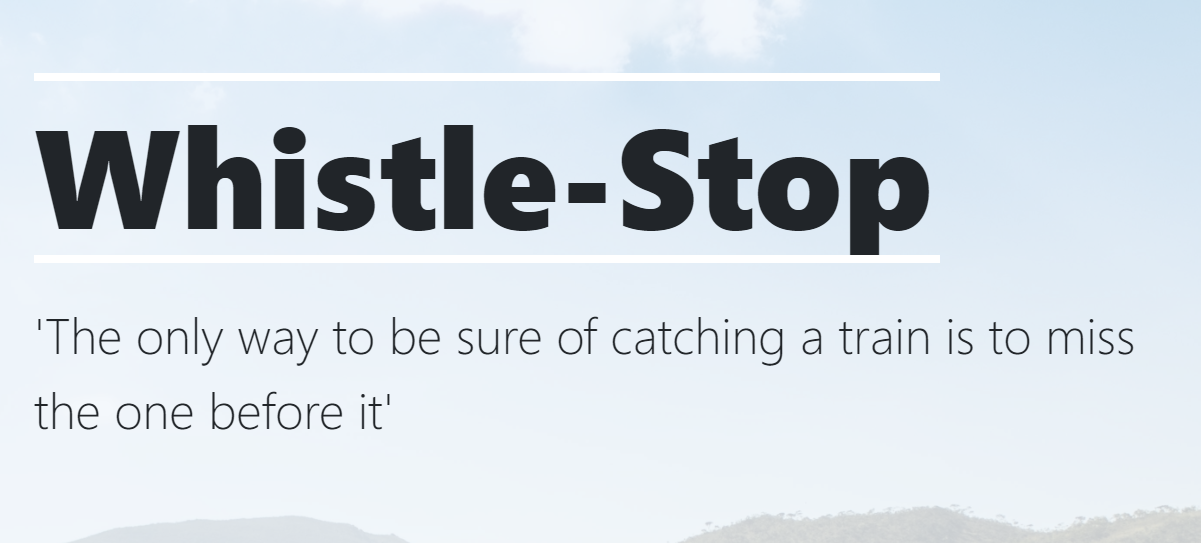 Whistle-Stop
'The only way to be sure of catching a train is to miss
the one before it'